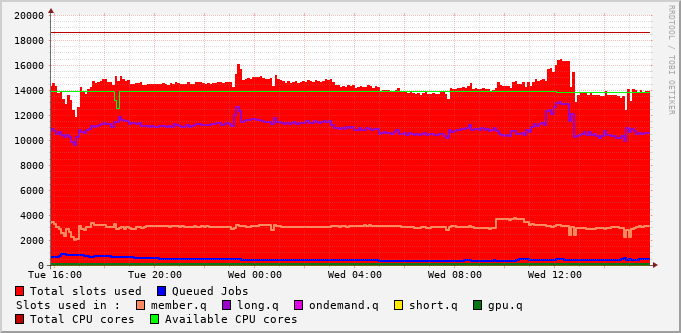 20000
18000
16000
14000
12000
10000
8000
6000
4000
2000
0
Tue 16:00 Tue 20:00 Wed 00:00 Wed 04:00 Wed 08:00 Wed 12:00
Total slots used Queued Jobs
Slots used in : member.q long.q ondemand.q short.q gpu.q
Total CPU cores Available CPU cores
RRDTOOL / TOBI OETIKER